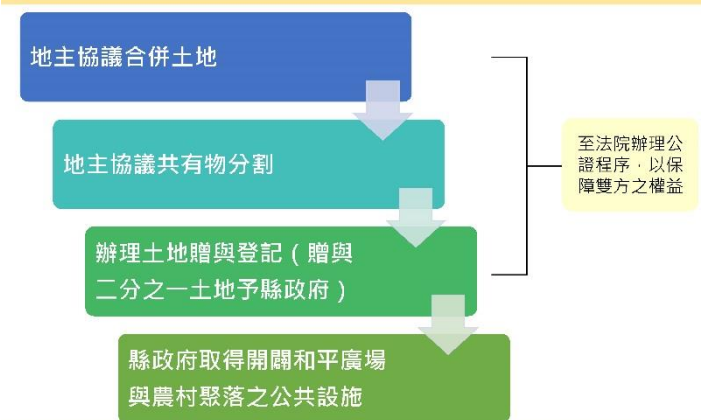 地主協議合併土地
地主協議共有物分割
辦理土地贈與登記（贈與
二分之一土地予縣政府）
縣政府取得開闢和平廣場
與農村聚落之公共設施
至法院辦理公
證程序，以保
障雙方之權益